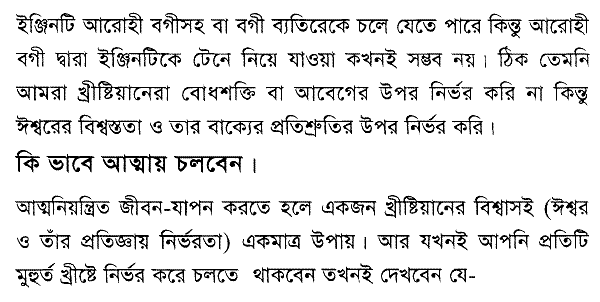 ইঞ্জিনটি আরোহী বগীসহ বা বগী ব্যতিরেকে চলে যেতে পারে কিন্তু আরোহী
বগী দ্বারা ইঞ্জিনটিকে টেনে নিয়ে যাওয়া কখনই সম্ভব নয়। ঠিক তেমনি
আমরা খ্রীষ্টিয়ানেরা বোধশক্তি বা আবেগের উপর নির্ভর করি না কিন্তু
ঈশ্বরের বিশ্বস্ততা ও তার বাক্যের প্রতিশ্রুতির উপর নির্ভর করি।
কি ভাবে আত্মায় চলবেন।
আত্মনিয়ন্ত্রিত জীবন-যাপন করতে হলে একজন খ্রীষ্টিয়ানের বিশ্বাসই (ঈশ্বর
ও তাঁর প্রতিজ্ঞায় নির্ভরতা) একমাত্র উপায়। আর যখনই আপনি প্রতিটি
মুহূর্ত খ্রীষ্টে নির্ভর করে চলতে থাকবেন তখনই দেখবেন যে-